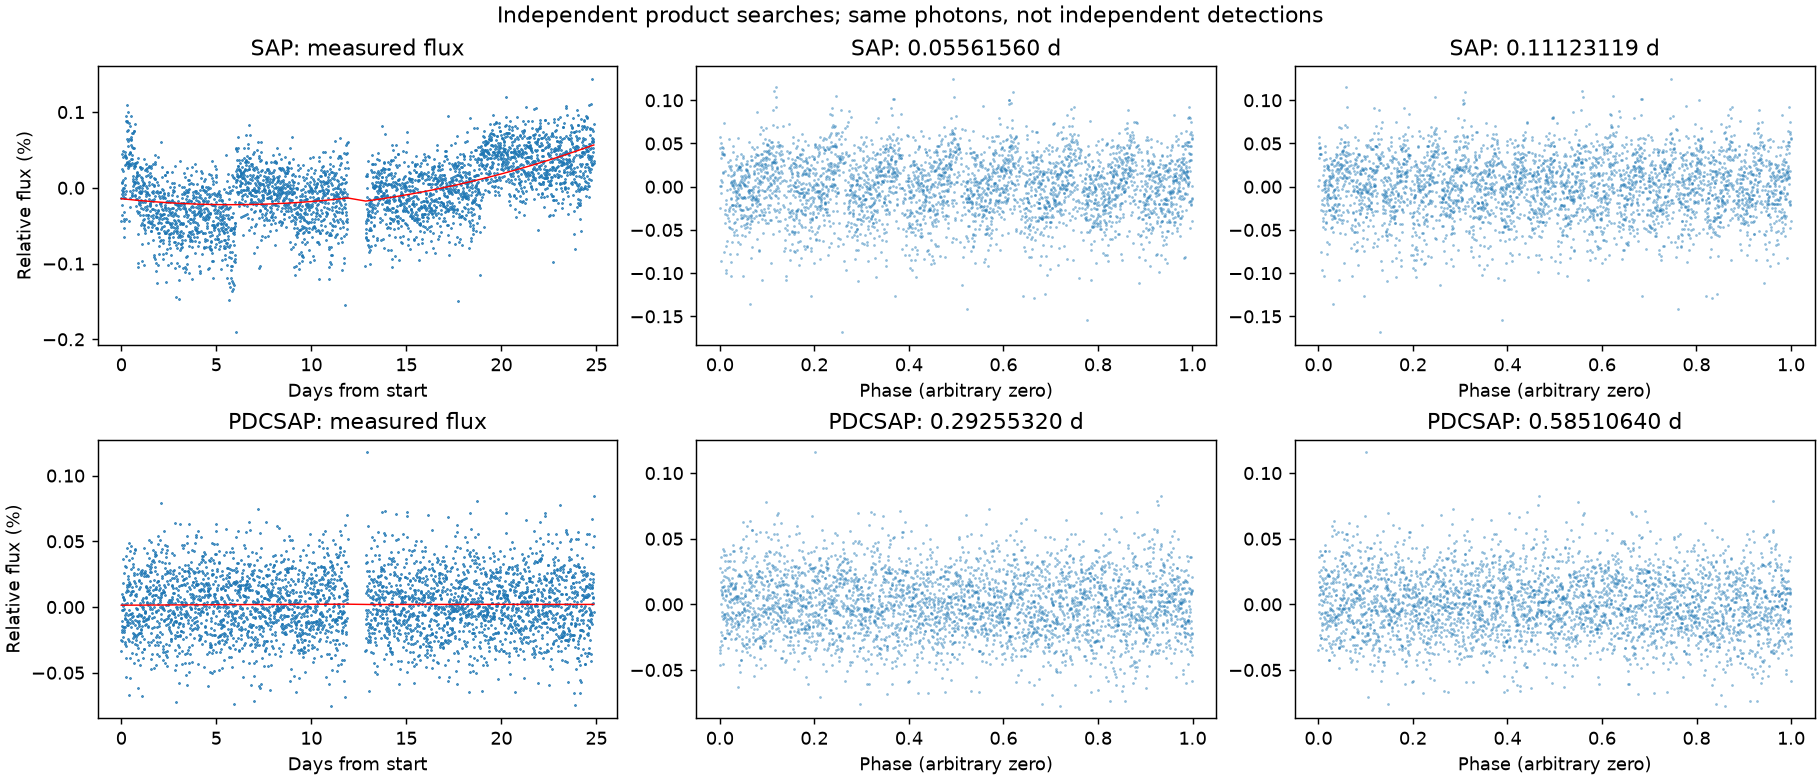 Independent product searches; same photons, not independent detections
SAP: measured flux
Relative flux (%)
0.1
0.0
−0.1
−0.2
0 5 10 15 20 25
Days from start
SAP: 0.05561560 d
0.10
0.05
0.00
−0.05
−0.10
−0.15
0.0 0.2 0.4 0.6 0.8 1.0
Phase (arbitrary zero)
SAP: 0.11123119 d
0.10
0.05
0.00
−0.05
−0.10
−0.15
0.0 0.2 0.4 0.6 0.8 1.0
Phase (arbitrary zero)
PDCSAP: measured flux
Relative flux (%)
0.10
0.05
0.00
−0.05
0 5 10 15 20 25
Days from start
PDCSAP: 0.29255320 d
0.10
0.05
0.00
−0.05
0.0 0.2 0.4 0.6 0.8 1.0
Phase (arbitrary zero)
PDCSAP: 0.58510640 d
0.10
0.05
0.00
−0.05
0.0 0.2 0.4 0.6 0.8 1.0
Phase (arbitrary zero)